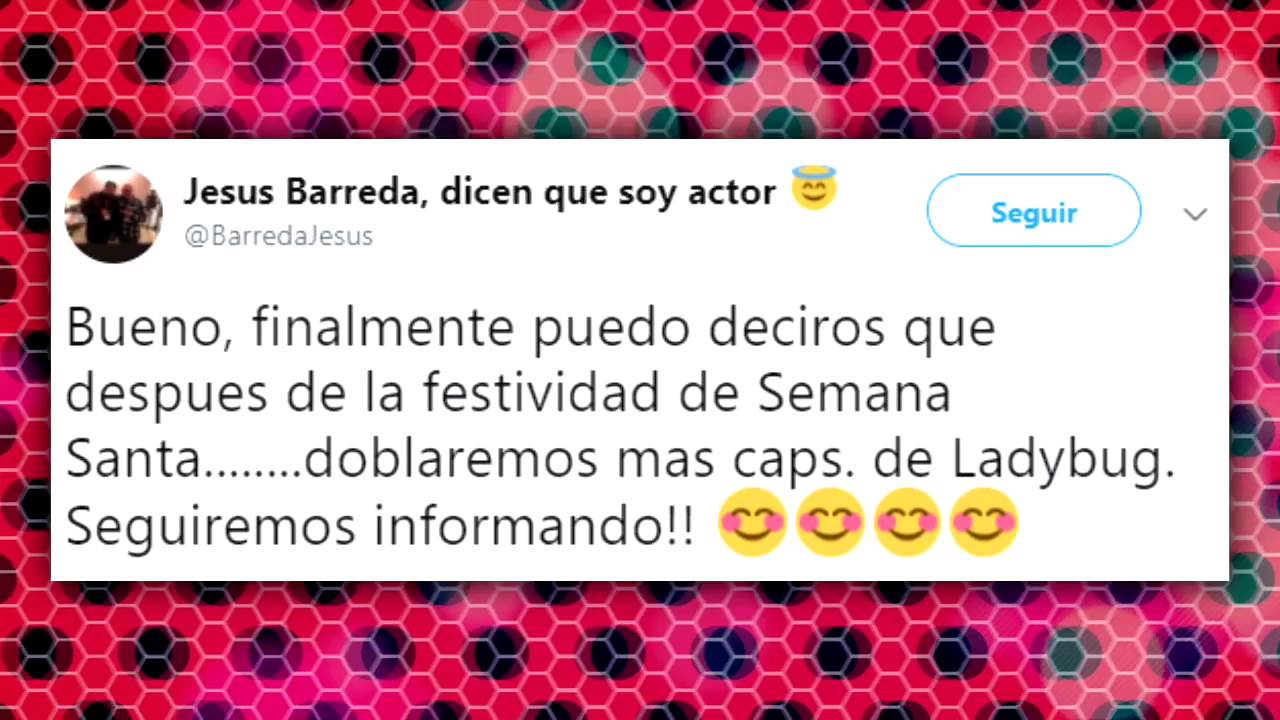 Jesus Barreda, dicen que soy actor 😇
@BarredaJesus
Seguir
Bueno, finalmente puedo deciros que
despues de la festividad de Semana
Santa........doblaremos mas caps. de Ladybug.
Seguiremos informando!! 😊😊😊😊